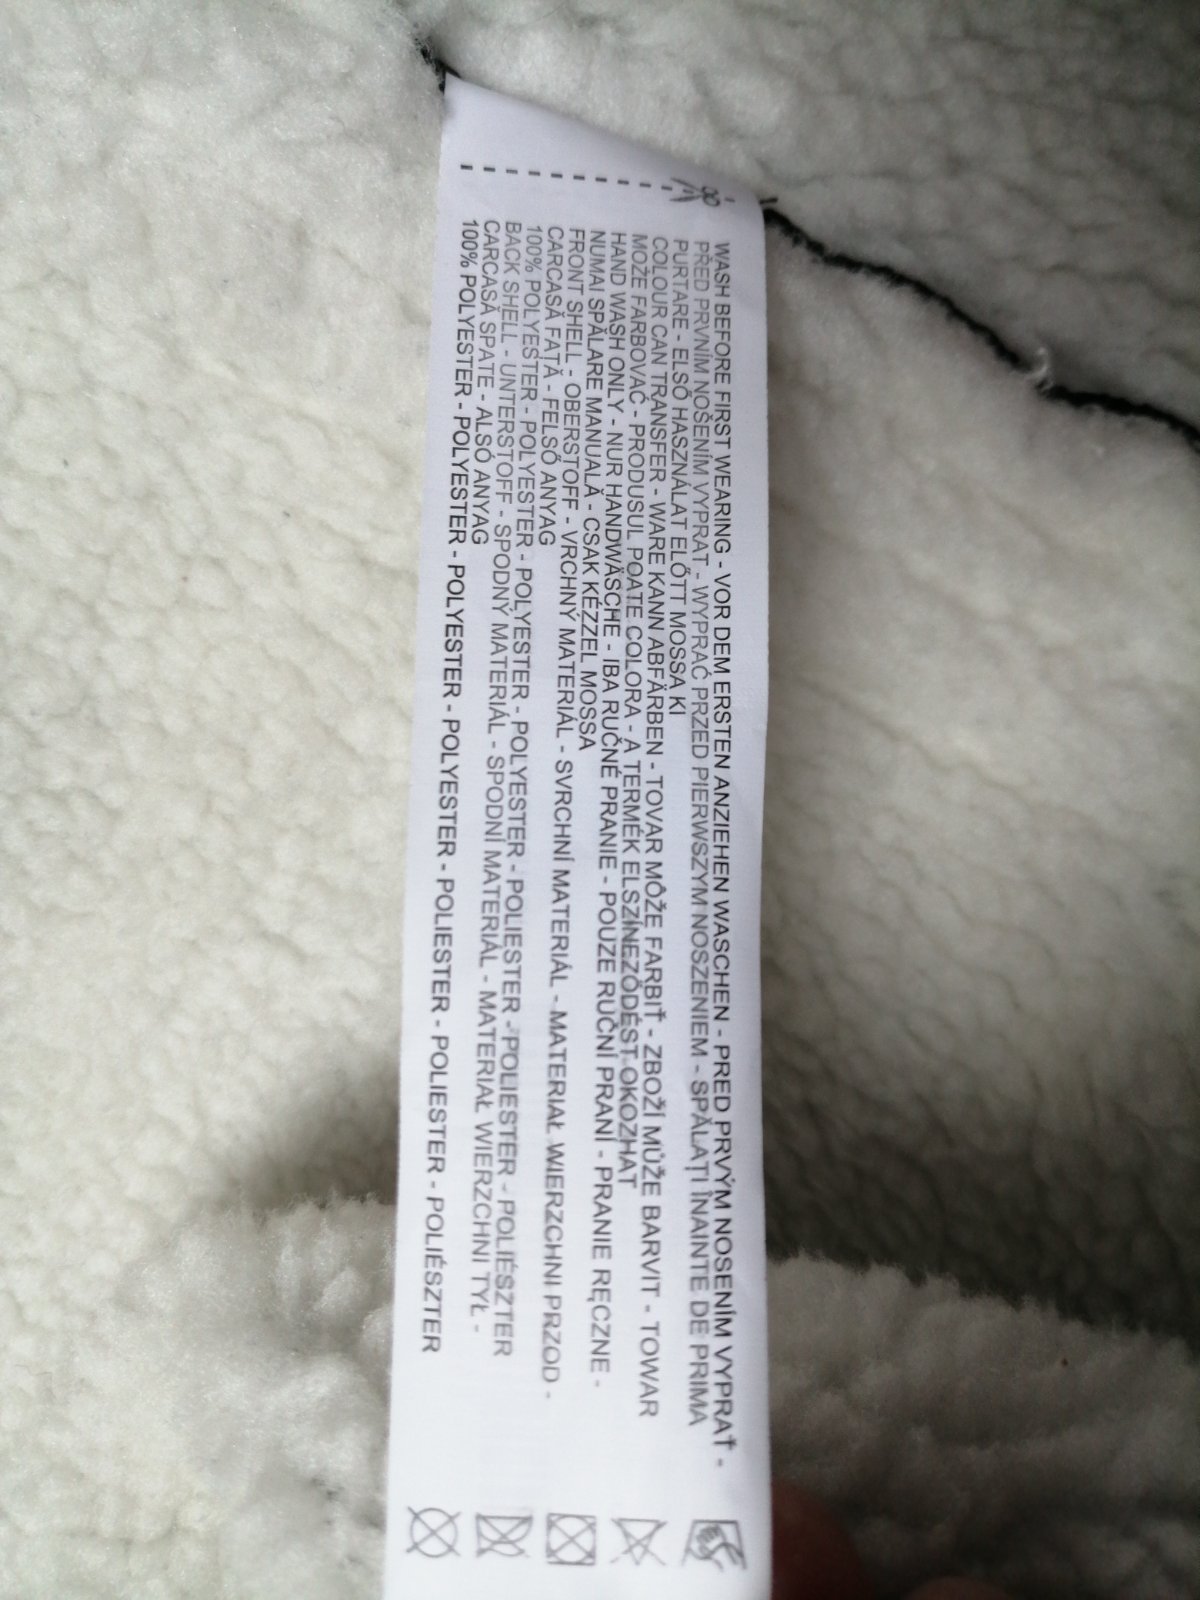 WASH BEFORE FIRST WEARING - VOR DEM ERSTEN ANZIEHEN WASCHEN - PRED PRVÝM NOSENÍM VYPRAŤ -
PŘED PRVNÍM NOŠENÍM VYPRAT - WYPRAĆ PRZED PIERWSZYM NOSZENIEM - SPĂLAȚI ÎNAINTE DE PRIMA
PURTARE - ELSŐ HASZNÁLAT ELŐTT MOSSA KI
COLOUR CAN TRANSFER - WARE KANN ABFÄRBEN - TOVAR MÔŽE FARBIŤ - ZBOŽÍ MŮŽE BARVIT - TOWAR
MOŻE FARBOVAĆ - PRODUSUL POATE COLORA - A TERMÉK ELSZÍNEZŐDÉST OKOZHAT
HAND WASH ONLY - NUR HANDWÄSCHE - IBA RUČNÉ PRANIE - POUZE RUČNÍ PRANÍ - PRANIE RĘCZNE -
NUMAI SPĂLARE MANUALĂ - CSAK KÉZZEL MOSSA
FRONT SHELL - OBERSTOFF - VRCHNÝ MATERIÁL - SVRCHNÍ MATERIÁL - MATERIAŁ WIERZCHNI PRZOD -
CARCASĂ FAȚĂ - FELSŐ ANYAG
100% POLYESTER - POLYESTER - POLYESTER - POLYESTER - POLIESTER - POLIESTER - POLIÉSZTER
BACK SHELL - UNTERSTOFF - SPODNÝ MATERIÁL - SPODNÍ MATERIÁL - MATERIAŁ WIERZCHNI TYŁ -
CARCASĂ SPATE - ALSÓ ANYAG
100% POLYESTER - POLYESTER - POLYESTER - POLYESTER - POLIESTER - POLIESTER - POLIÉSZTER